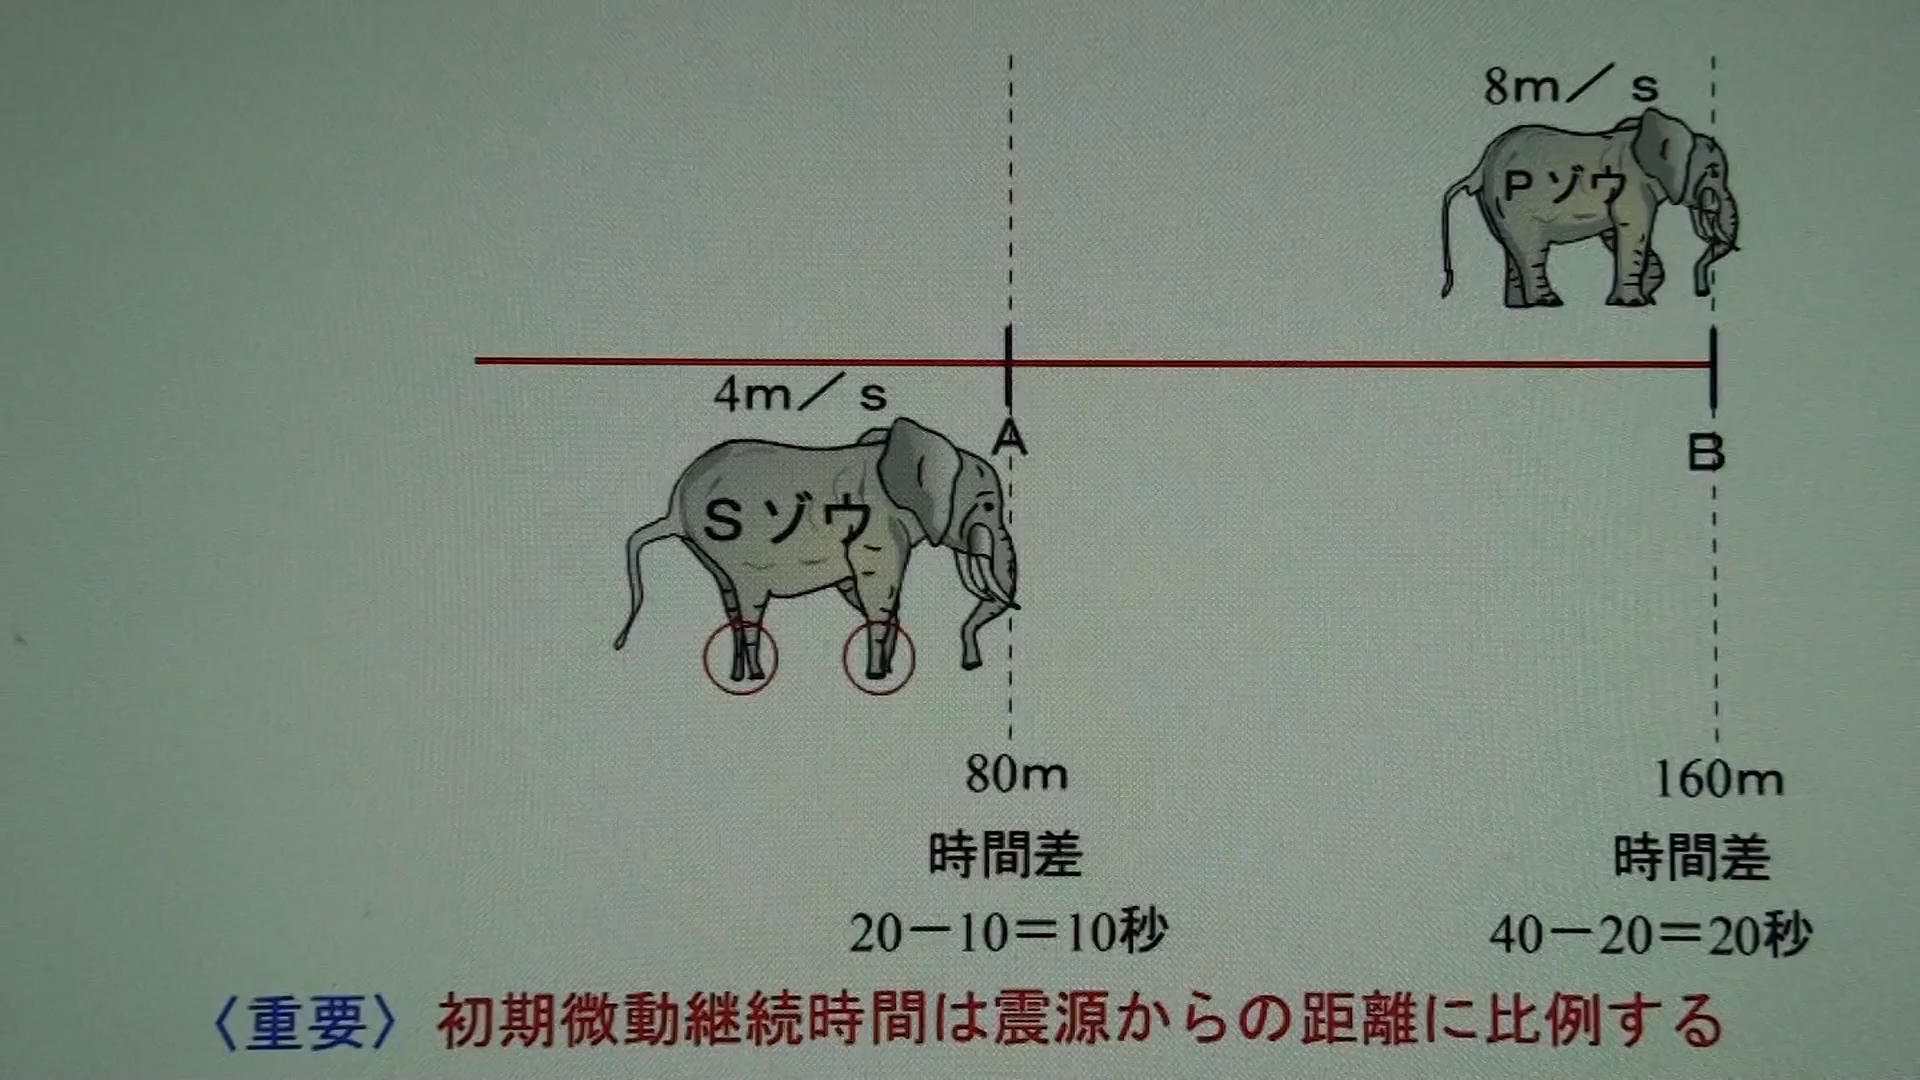 8m／s
Pゾウ
4m／s
A
B
Sゾウ
80m
160m
時間差
時間差
20－10＝10秒
40－20＝20秒
〈重要〉初期微動継続時間は震源からの距離に比例する